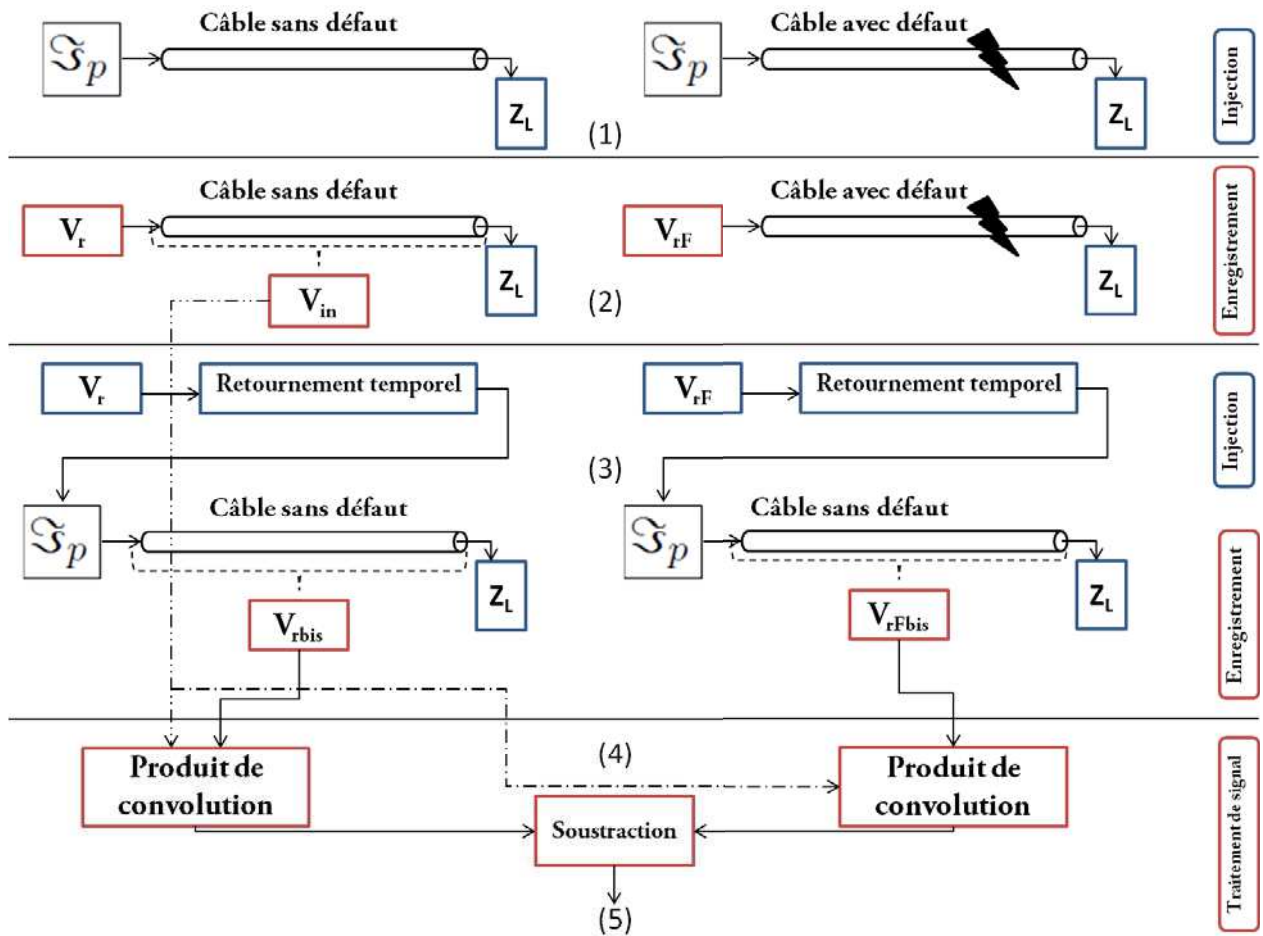 Câble sans défaut
Câble avec défaut
ℑp
ZL
ℑp
ZL
(1)
Injection
Câble sans défaut
Câble avec défaut
Vr
ZL
VrF
ZL
Vin
(2)
Enregistrement
Vr
Retournement temporel
VrF
Retournement temporel
Injection
(3)
Câble sans défaut
Câble sans défaut
ℑp
ZL
ℑp
ZL
Vrbis
VrFbis
Enregistrement
Produit de
convolution
(4)
Produit de
convolution
Soustraction
Traitement de signal
(5)